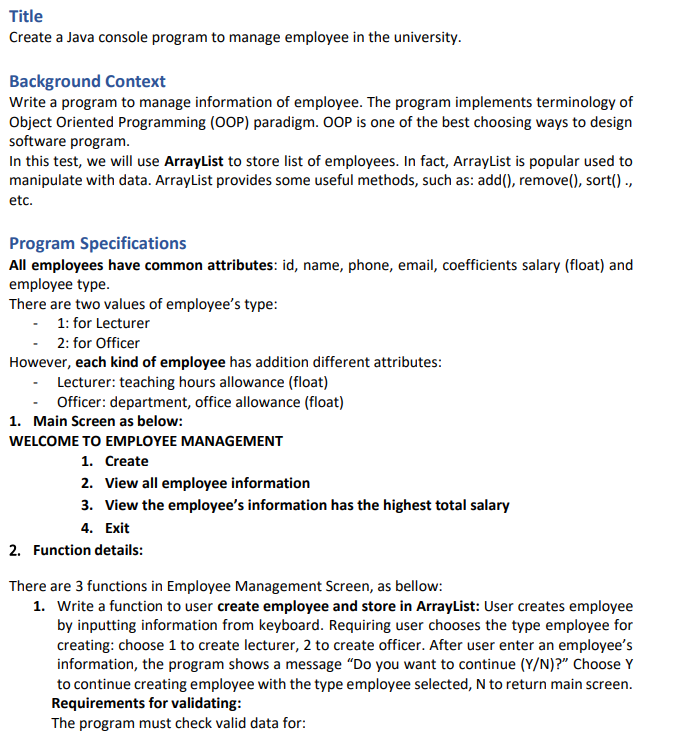 Title
Create a Java console program to manage employee in the university.
Background Context
Write a program to manage information of employee. The program implements terminology of
Object Oriented Programming (OOP) paradigm. OOP is one of the best choosing ways to design
software program.
In this test, we will use ArrayList to store list of employees. In fact, ArrayList is popular used to
manipulate with data. ArrayList provides some useful methods, such as: add(), remove(), sort() .,
etc.
Program Specifications
All employees have common attributes: id, name, phone, email, coefficients salary (float) and
employee type.
There are two values of employee's type:
- 1: for Lecturer
- 2: for Officer
However, each kind of employee has addition different attributes:
- Lecturer: teaching hours allowance (float)
- Officer: department, office allowance (float)
1. Main Screen as below:
WELCOME TO EMPLOYEE MANAGEMENT
1. Create
2. View all employee information
3. View the employee's information has the highest total salary
4. Exit
2. Function details:
There are 3 functions in Employee Management Screen, as bellow:
1. Write a function to user create employee and store in ArrayList: User creates employee
by inputting information from keyboard. Requiring user chooses the type employee for
creating: choose 1 to create lecturer, 2 to create officer. After user enter an employee's
information, the program shows a message "Do you want to continue (Y/N)?" Choose Y
to continue creating employee with the type employee selected, N to return main screen.
Requirements for validating:
The program must check valid data for: